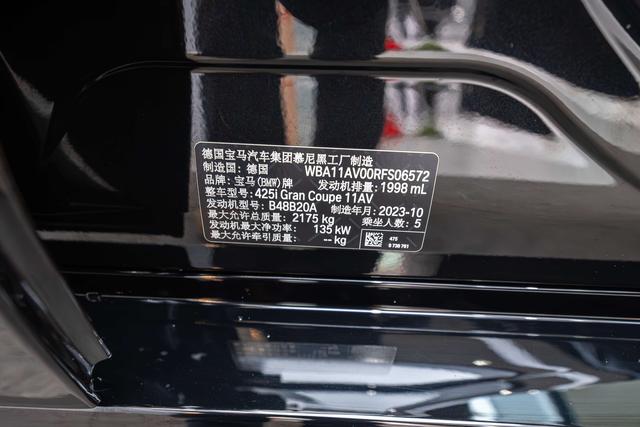 德国宝马汽车集团慕尼黑工厂制造
制造国：德国 WBA11AV00RFS06572
品牌：宝马(BMW)牌 发动机排量：1998 mL
整车型号：425i Gran Coupe 11AV
发动机型号：B48B20A 制造年月：2023-10
最大允许总质量：2175 kg 乘坐人数：5
发动机最大净功率：135 kW
最大允许牵引质量：-- kg
475